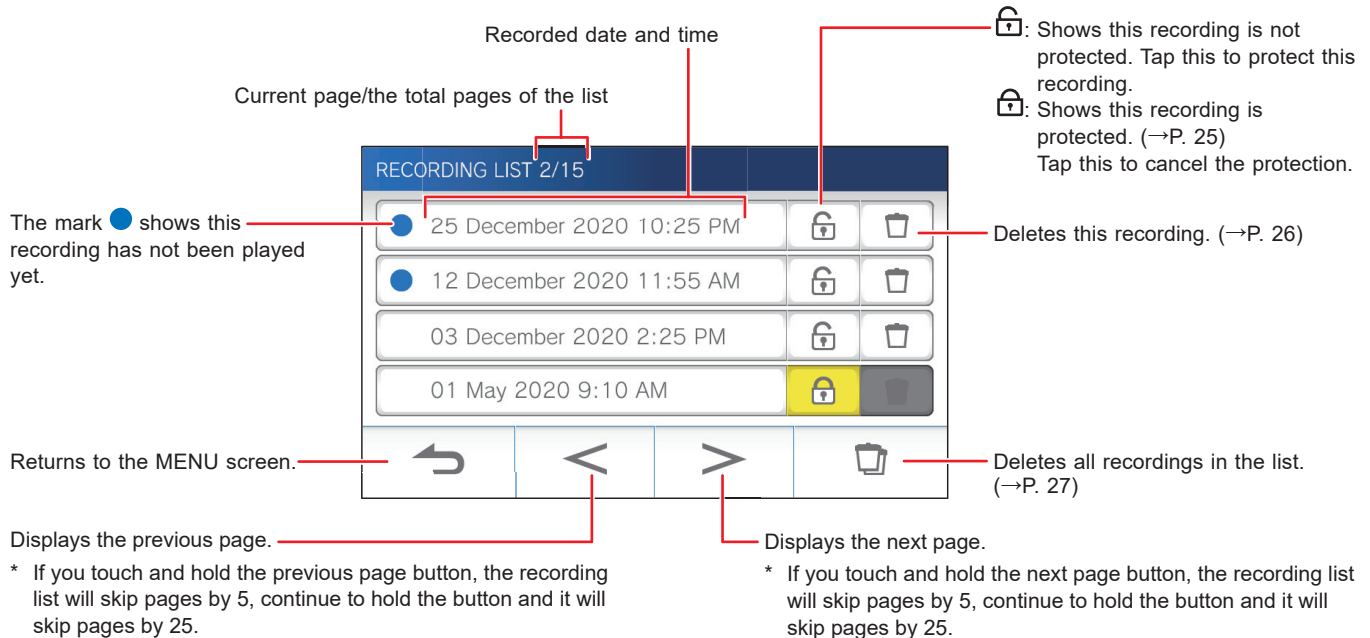 Recorded date and time
Current page/the total pages of the list
: Shows this recording is not
protected. Tap this to protect this
recording.
: Shows this recording is
protected. (→P. 25)
Tap this to cancel the protection.
RECORDING LIST 2/15
The mark ● shows this
recording has not been played
yet.
25 December 2020 10:25 PM
Deletes this recording. (→P. 26)
12 December 2020 11:55 AM
03 December 2020 2:25 PM
01 May 2020 9:10 AM
Returns to the MENU screen.
<
>
Deletes all recordings in the list.
(→P. 27)
Displays the previous page.
* If you touch and hold the previous page button, the recording
list will skip pages by 5, continue to hold the button and it will
skip pages by 25.
Displays the next page.
* If you touch and hold the next page button, the recording list
will skip pages by 5, continue to hold the button and it will
skip pages by 25.